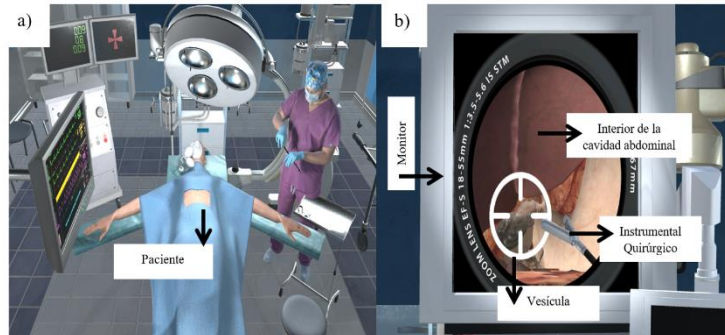 a)
Paciente
b)
Monitor
ZOOM LENS EF-S 18-55mm 1:3.5-5.6 IS STM
67mm
Interior de la
cavidad abdominal
Instrumental
Quirúrgico
Vesícula